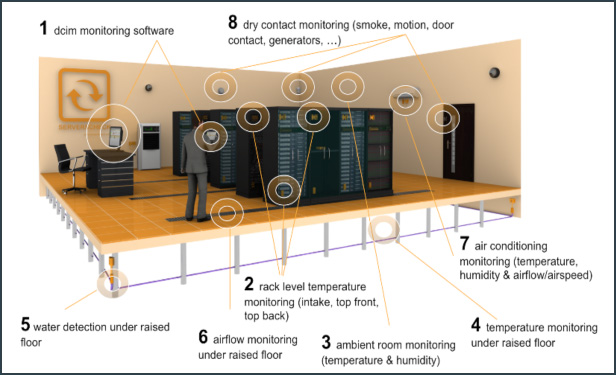 1 dcim monitoring software
8 dry contact monitoring (smoke, motion, door
contact, generators, ...)
7 air conditioning
monitoring (temperature,
humidity & airflow/airspeed)
2 rack level temperature
monitoring (intake, top front,
top back)
5 water detection under raised
floor
6 airflow monitoring
under raised floor
3 ambient room monitoring
(temperature & humidity)
4 temperature monitoring
under raised floor